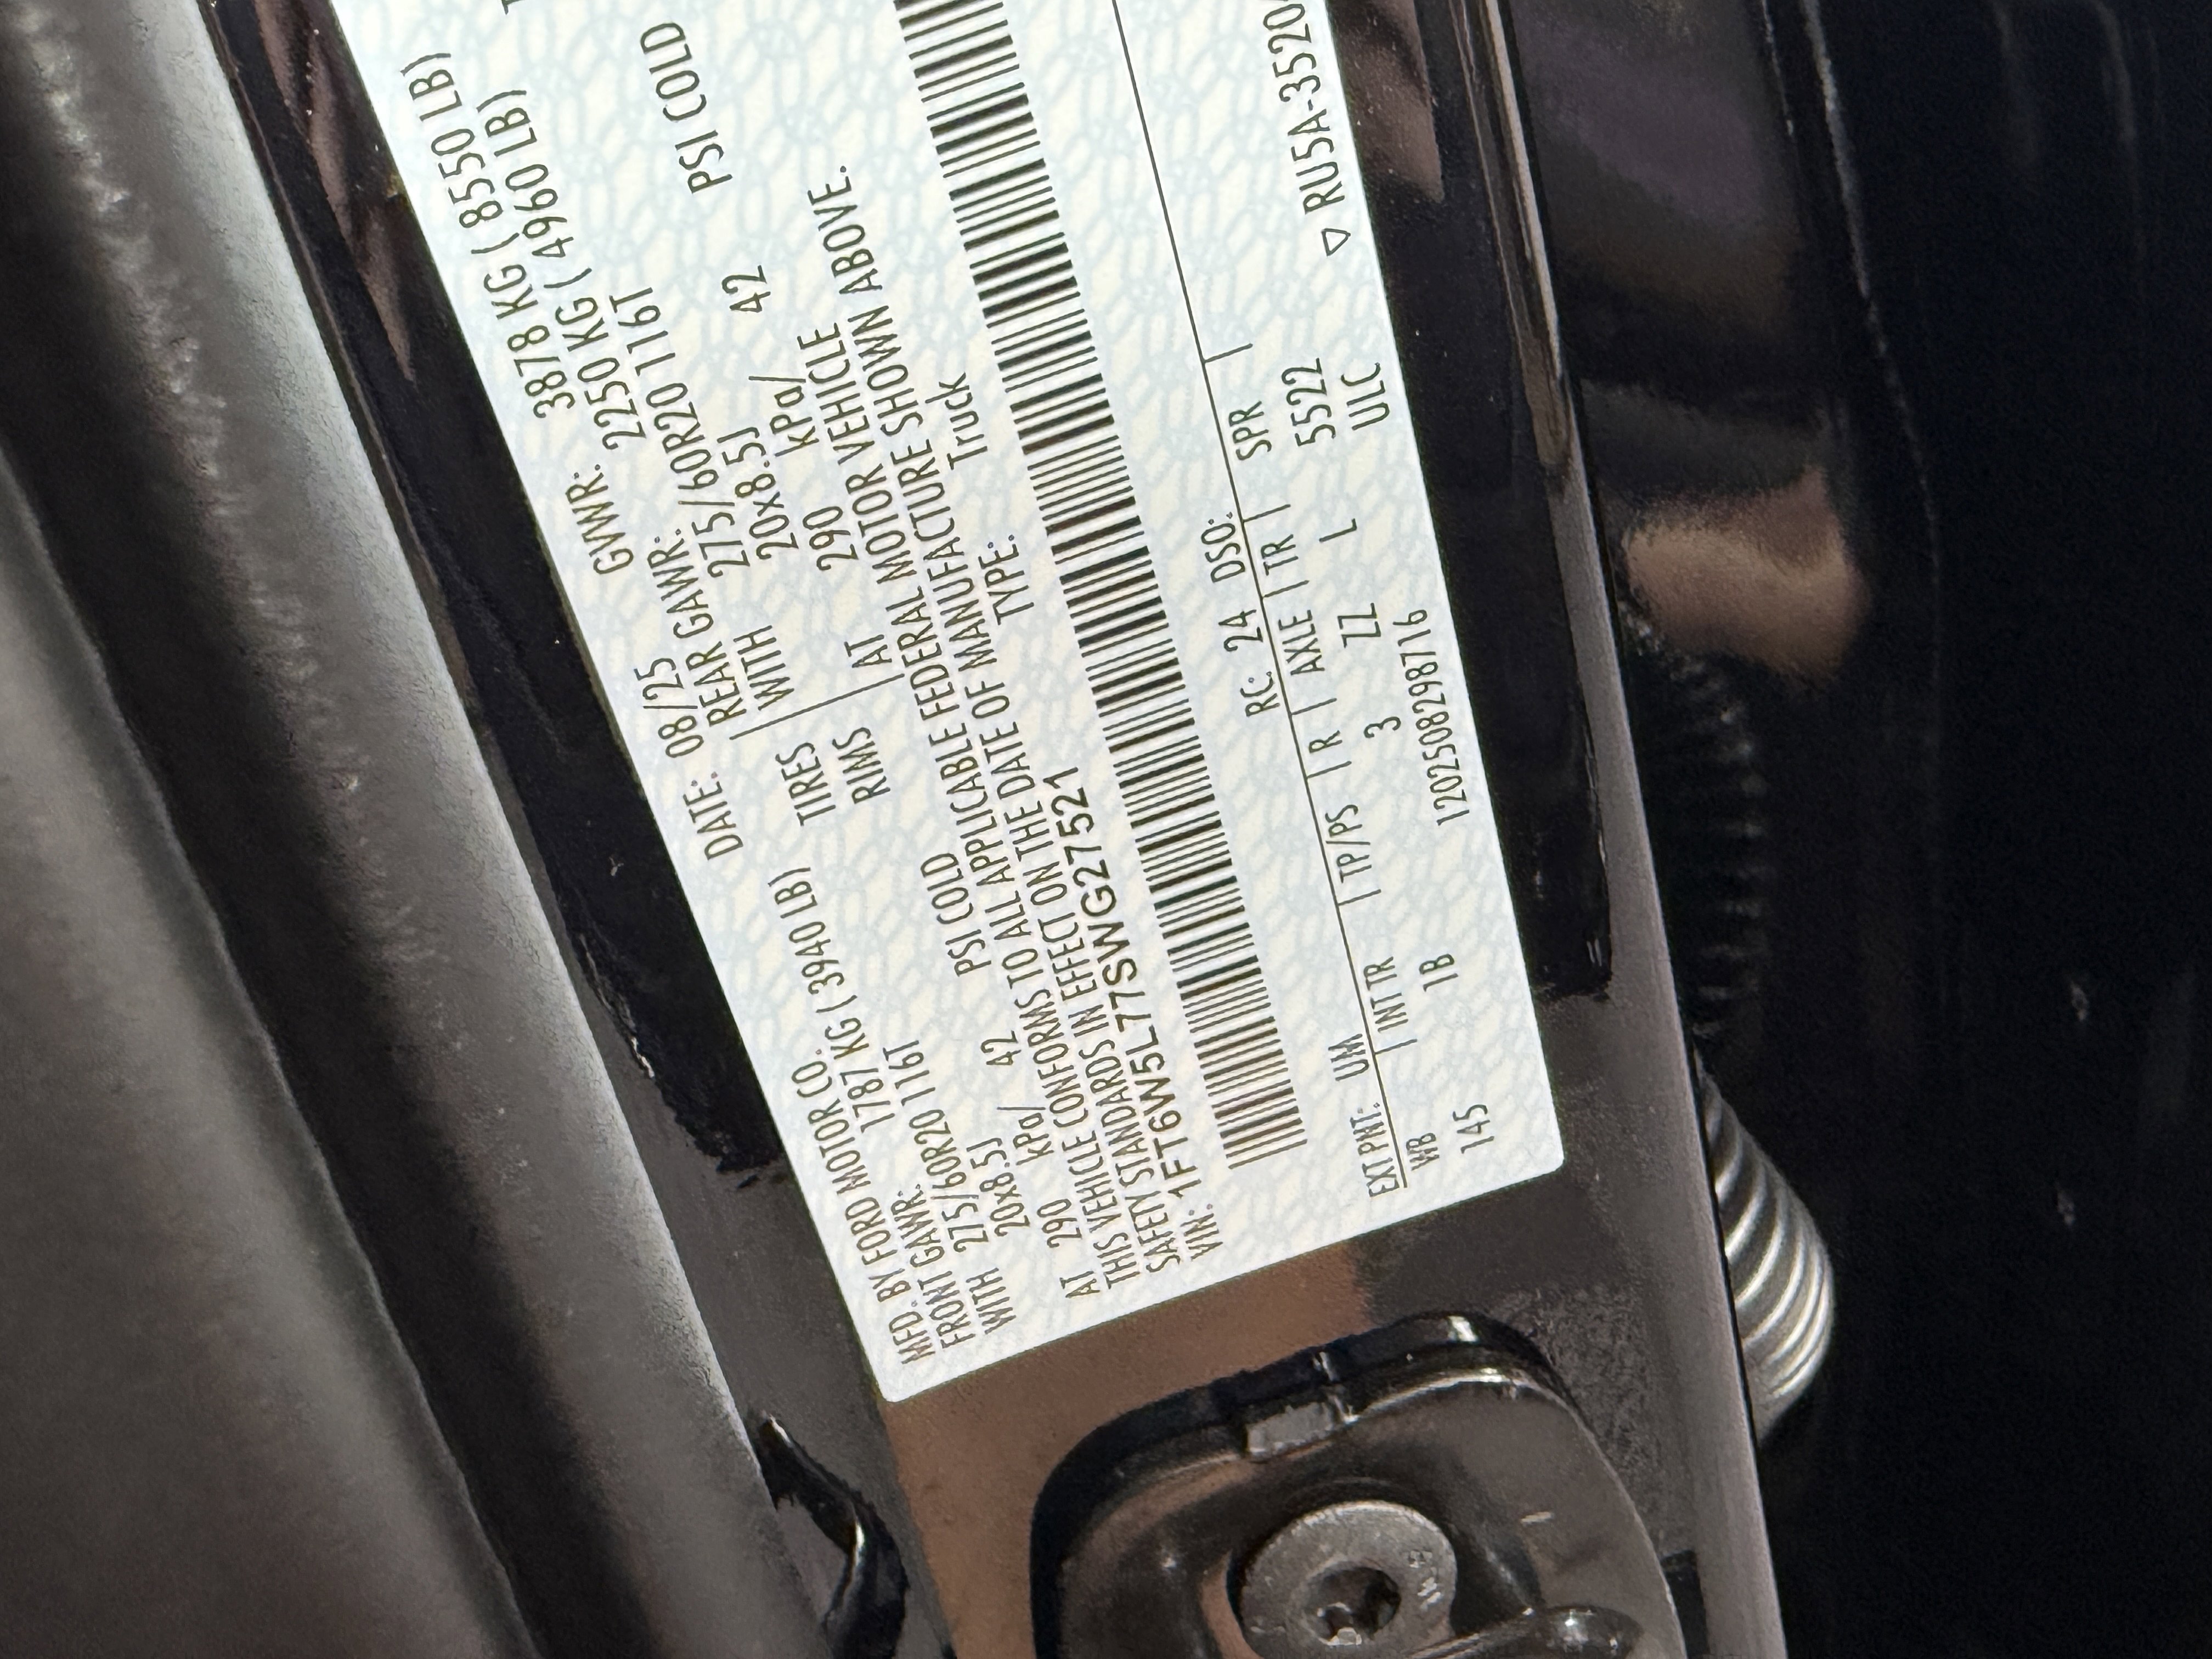 MFD. BY FORD MOTOR CO. DATE: 08/25 GVWR: 3878 KG ( 8550 LB)
FRONT GAWR: 1787 KG ( 3940 LB) REAR GAWR: 2250 KG ( 4960 LB)
WITH 275/60R20 116T TIRES WITH 275/60R20 116T
20x8.5J RIMS 20x8.5J
AT 290 kPa/ 42 PSI COLD AT 290 kPa/ 42 PSI COLD
THIS VEHICLE CONFORMS TO ALL APPLICABLE FEDERAL MOTOR VEHICLE
SAFETY STANDARDS IN EFFECT ON THE DATE OF MANUFACTURE SHOWN ABOVE.
VIN: 1FT6W5L77SWG27521 TYPE: Truck
EXT PNT: UM RC: 24 DSO:
WB | INT TR | TP/PS | R | AXLE | TR | SPR |
145 1B 3 ZZ L 5522
1202508298716 ULC
▽ RU5A-3520